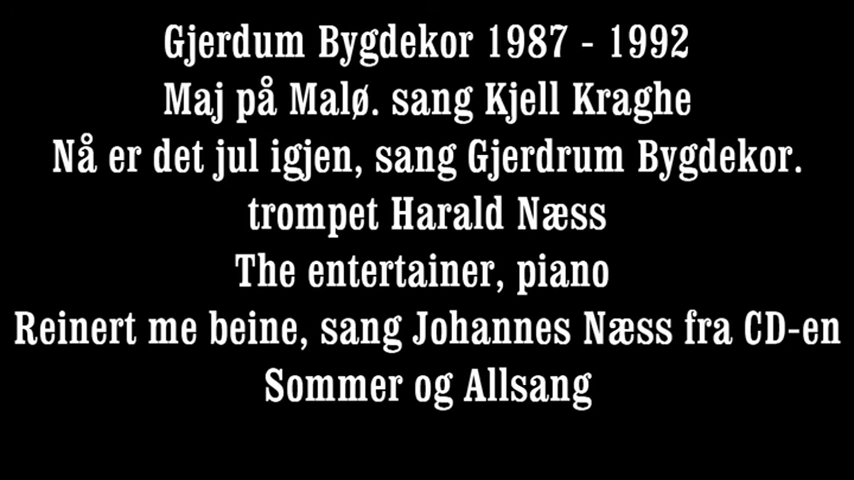 Gjerdum Bygdekor 1987 - 1992
Maj på Malø. sang Kjell Kraghe
Nå er det jul igjen, sang Gjerdrum Bygdekor.
trompet Harald Næss
The entertainer, piano
Reinert me beine, sang Johannes Næss fra CD-en
Sommer og Allsang